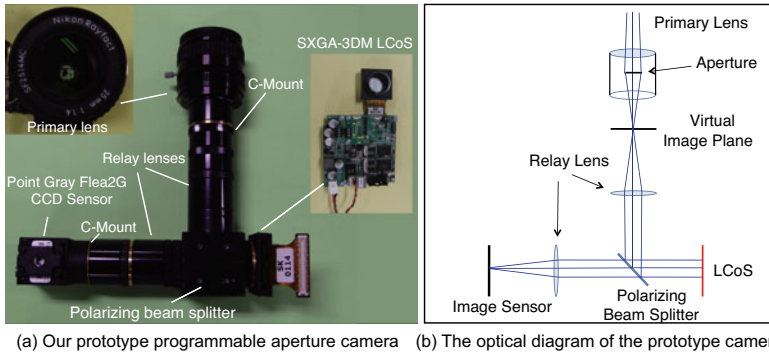 Nikon Rayfact
SF2514MC
25mm 1:1.4
Primary lens
SXGA-3DM LCoS
C-Mount
Relay lenses
Point Gray Flea2G
CCD Sensor
C-Mount
SK
0114
Polarizing beam splitter
(a) Our prototype programmable aperture camera
Primary Lens
Aperture
Virtual
Image Plane
Relay Lens
LCoS
Image Sensor
Polarizing
Beam Splitter
(b) The optical diagram of the prototype camer